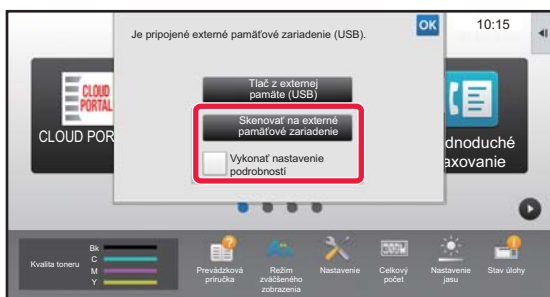 Je pripojené externé pamäťové zariadenie (USB).
OK
10:15
Tlač z externej
pamäte (USB)
Skenovať na externé
pamäťové zariadenie
Vykonať nastavenie
podrobností
CLOUD
PORTAL
CLOUD POR
dnoduché
axovanie
Kvalita toneru
Bk
C
M
Y
Prevádzková
príručka
Režim
zväčšeného
zobrazenia
Nastavenie
Celkový
počet
Nastavenie
jasu
Stav úlohy